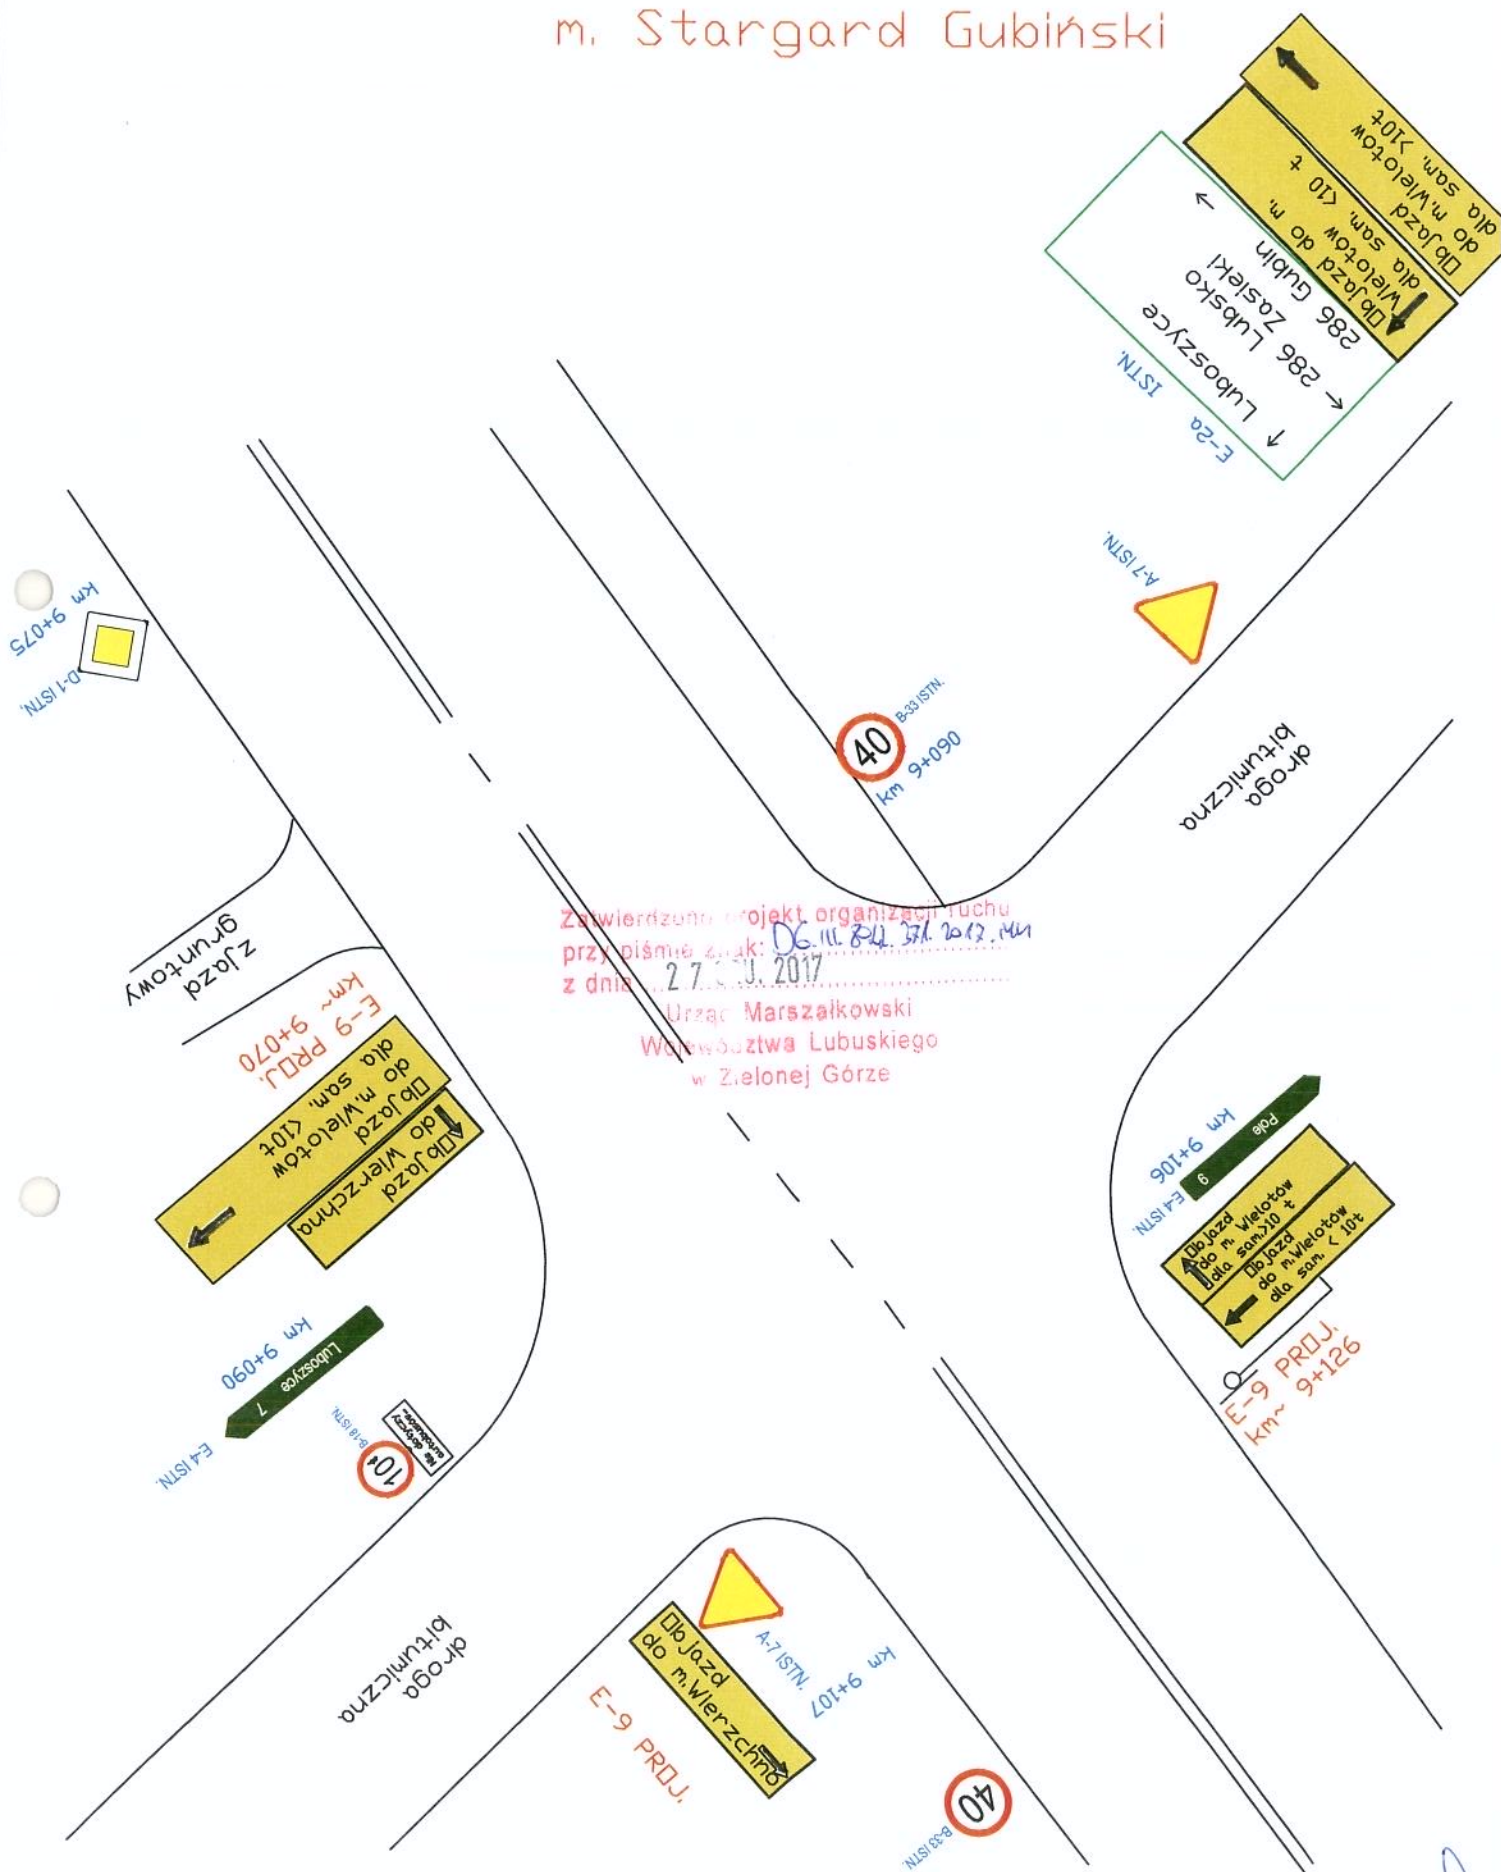 m. Stargard Gubiński
Objazd
do m.Wielotów
dla sam. >10t
Objazd do m.
Wielotów
dla sam. <10 t
286 Gubin
Zasieki
286 Lubsko
Luboszyce
E-2a ISTN.
A-7 ISTN.
km 9+075
D-1 ISTN.
40
B-33 ISTN.
km 9+090
droga
bitumiczna
zjazd
gruntowy
Zatwierdzono projekt organizacji ruchu
przy piśmie znak:
z dnia 27 2017
Urząd Marszałkowski
Województwa Lubuskiego
w Zielonej Górze
E-9 PROJ.
km~ 9+070
Objazd
do m.Wielotów
dla sam. <10t
Objazd
do Wierzchna
km 9+106
Pole 9
E-4 ISTN.
Objazd
do m. Wielotów
dla sam.>10 t
Objazd
do m.Wielotów
dla sam. < 10t
E-9 PROJ.
km~ 9+126
km 9+090
Luboszyce 7
E-4 ISTN.
B-18 ISTN.
Nie dotyczy
autobusów
10t
droga
bitumiczna
Objazd
do m.Wierzchno
A-7 ISTN.
km 9+107
E-9 PROJ.
40
B-33 ISTN.